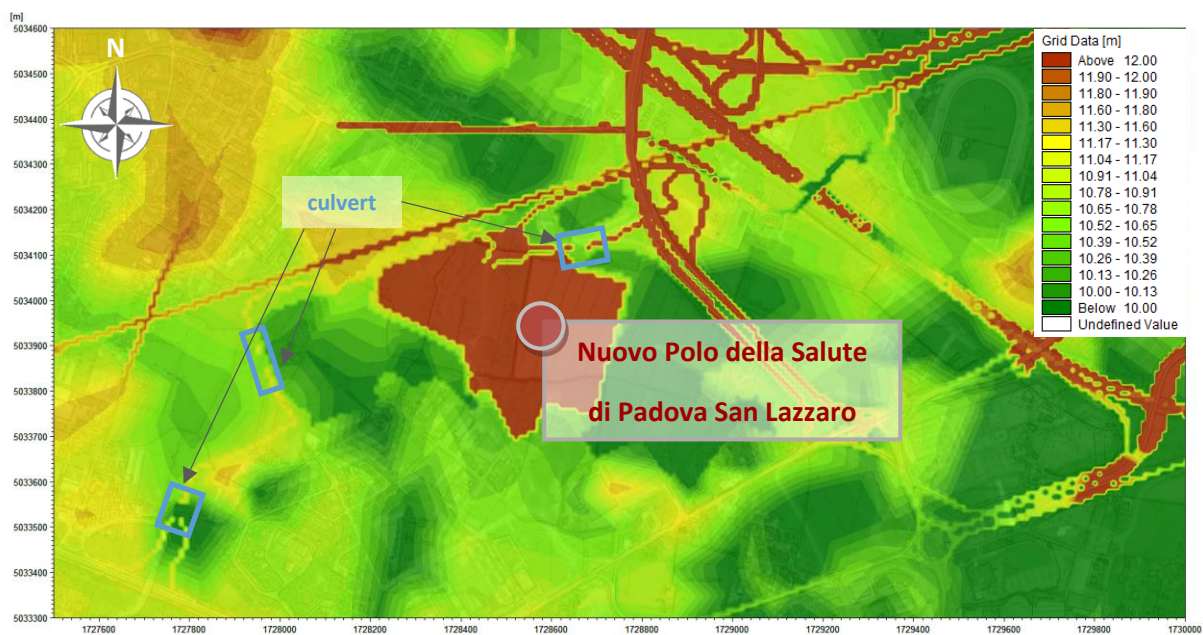 [m]
5034600
5034500
5034400
5034300
5034200
5034100
5034000
5033900
5033800
5033700
5033600
5033500
5033400
5033300
N
culvert
Nuovo Polo della Salute
di Padova San Lazzaro
Grid Data [m]
Above 12.00
11.90 - 12.00
11.80 - 11.90
11.60 - 11.80
11.30 - 11.60
11.17 - 11.30
11.04 - 11.17
10.91 - 11.04
10.78 - 10.91
10.65 - 10.78
10.52 - 10.65
10.39 - 10.52
10.26 - 10.39
10.13 - 10.26
10.00 - 10.13
Below 10.00
Undefined Value
1727600 1727800 1728000 1728200 1728400 1728600 1728800 1729000 1729200 1729400 1729600 1729800 1730000